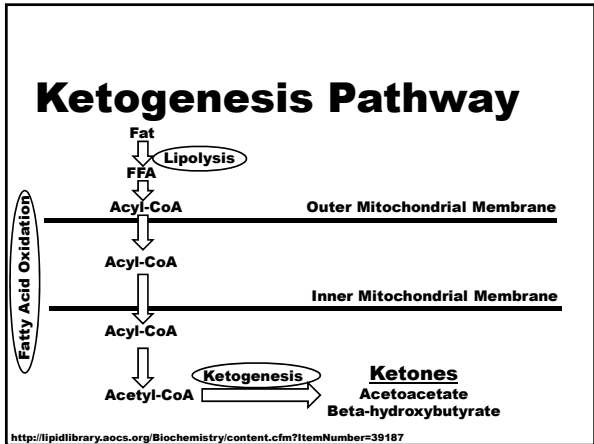 Ketogenesis Pathway
Fat
Lipolysis
FFA
Acyl-CoA
Outer Mitochondrial Membrane
Fatty Acid Oxidation
Acyl-CoA
Inner Mitochondrial Membrane
Acyl-CoA
Ketogenesis
Ketones
Acetyl-CoA
Acetoacetate
Beta-hydroxybutyrate
http://lipidlibrary.aocs.org/Biochemistry/content.cfm?ItemNumber=39187